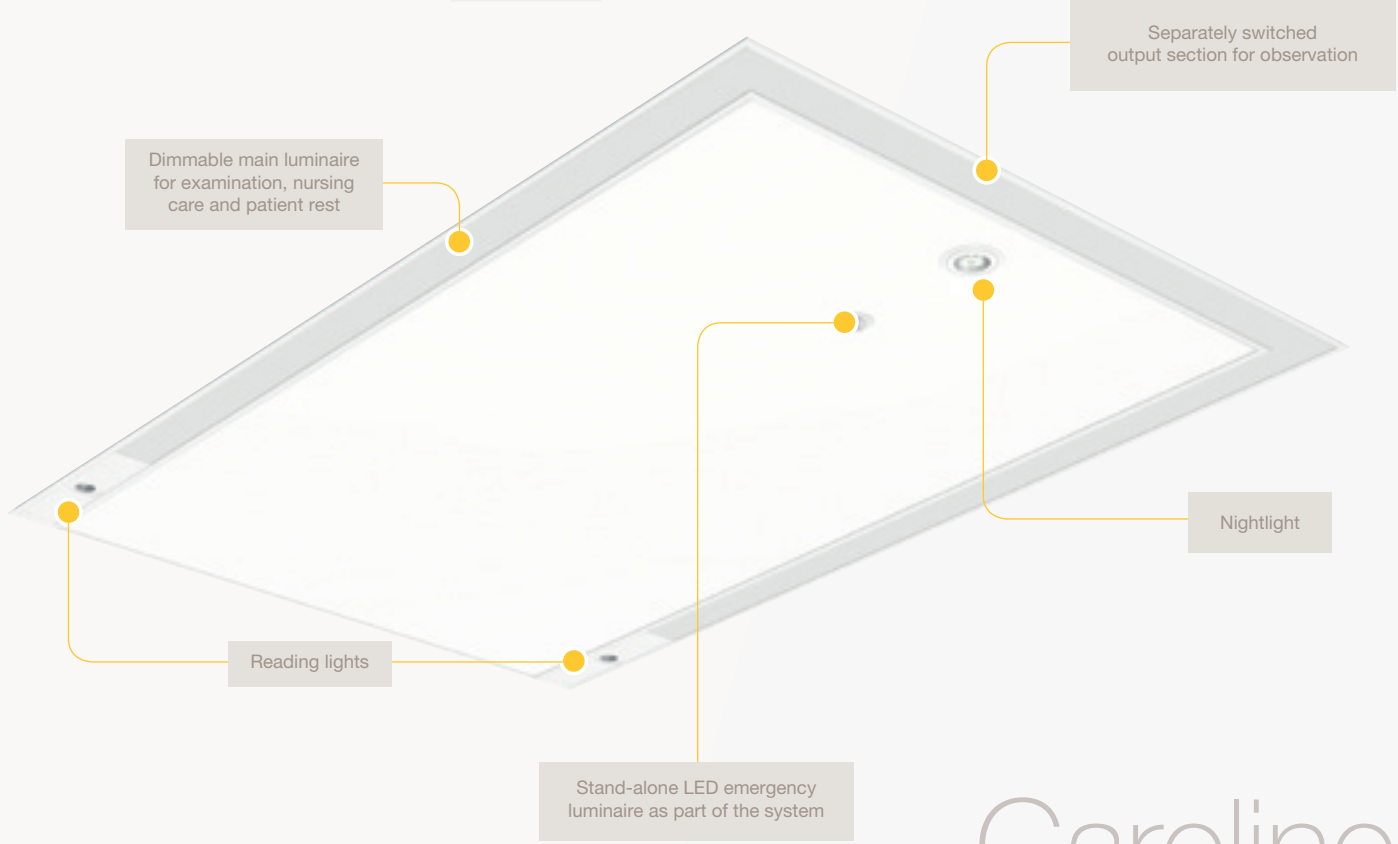 Separately switched
output section for observation
Dimmable main luminaire
for examination, nursing
care and patient rest
Nightlight
Reading lights
Stand-alone LED emergency
luminaire as part of the system